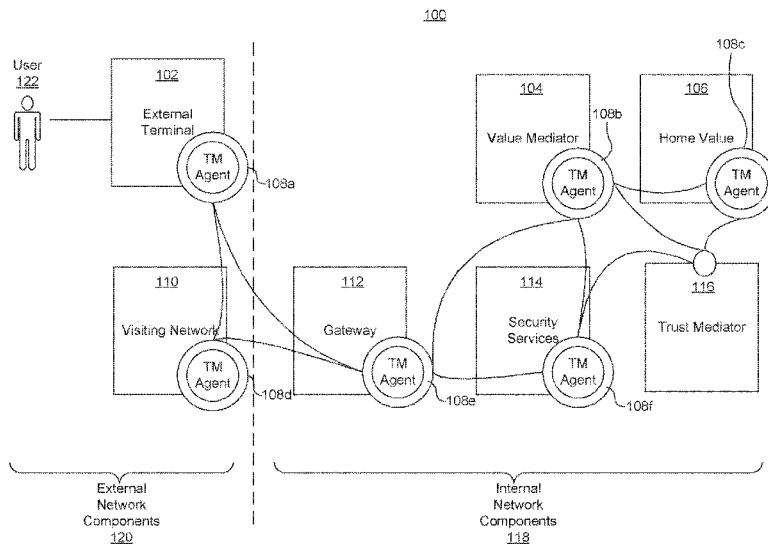 100
User
122
102
External
Terminal
TM
Agent
108a
104
Value Mediator
108b
TM
Agent
106
Home Value
108c
TM
Agent
110
Visiting Network
TM
Agent
108d
112
Gateway
TM
Agent
108e
114
Security
Services
TM
Agent
108f
116
Trust Mediator
External
Network
Components
120
Internal
Network
Components
118